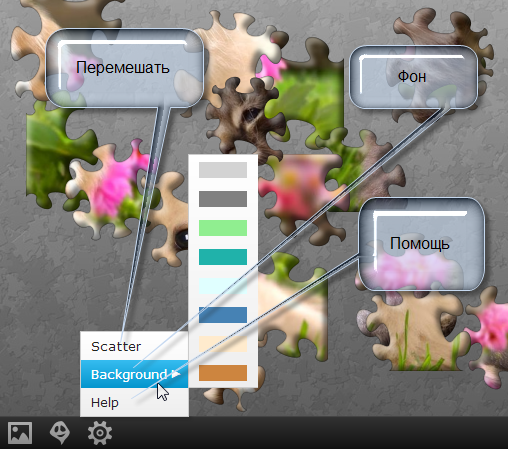 Перемешать
Фон
Помощь
Scatter
Background
Help